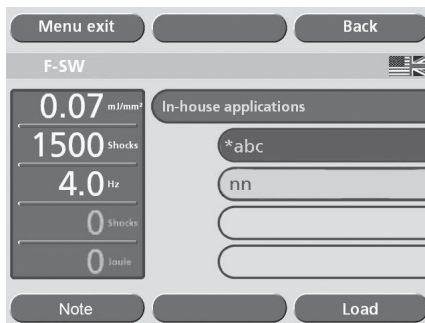 Menu exit
Back
F-SW
0.07 mJ/mm²
1500 Shocks
4.0 Hz
0 Shocks
0 Joule
In-house applications
*abc
nn
Note
Load